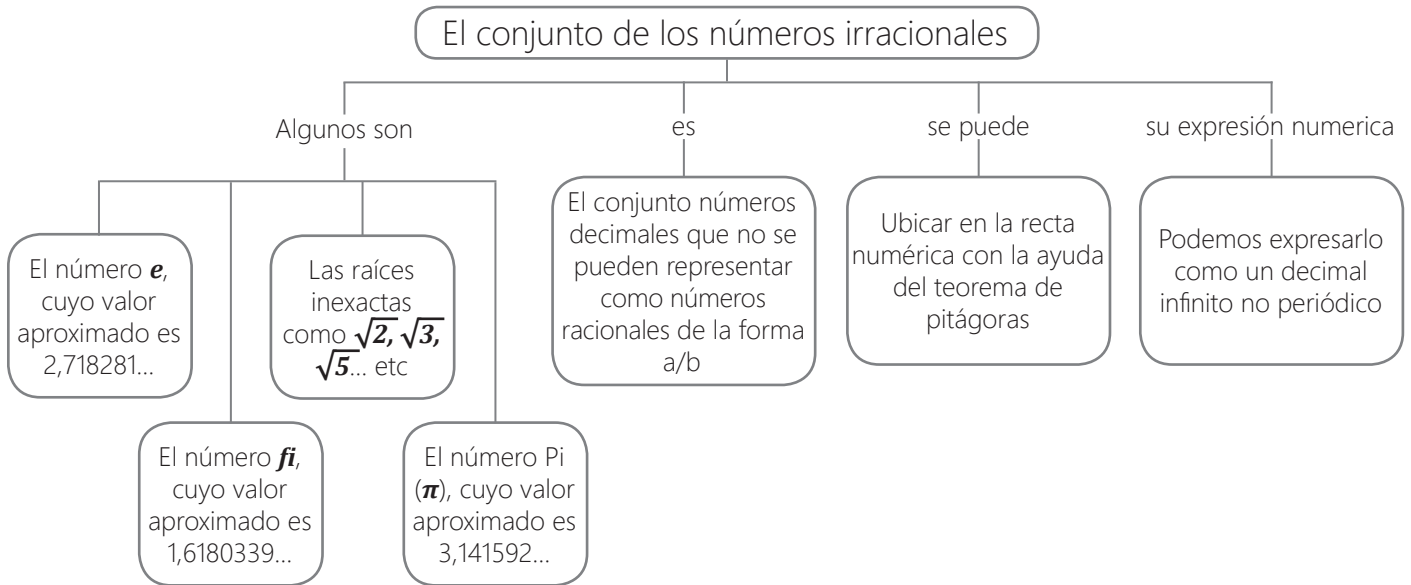 El conjunto de los números irracionales
Algunos son
es
se puede
su expresión numerica
El número e,
cuyo valor
aproximado es
2,718281...
El número fi,
cuyo valor
aproximado es
1,6180339...
Las raíces
inexactas
como √2, √3,
√5... etc
El número Pi
(π), cuyo valor
aproximado es
3,141592...
El conjunto números
decimales que no se
pueden representar
como números
racionales de la forma
a/b
Ubicar en la recta
numérica con la ayuda
del teorema de
pitágoras
Podemos expresarlo
como un decimal
infinito no periódico